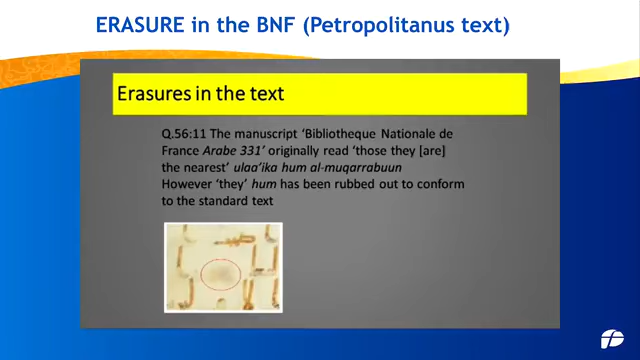 ERASURE in the BNF (Petropolitanus text)
Erasures in the text
Q.56:11 The manuscript 'Bibliotheque Nationale de
France Arabe 331' originally read 'those they [are]
the nearest' ulaa'ika hum al-muqarrabuun
However 'they' hum has been rubbed out to conform
to the standard text